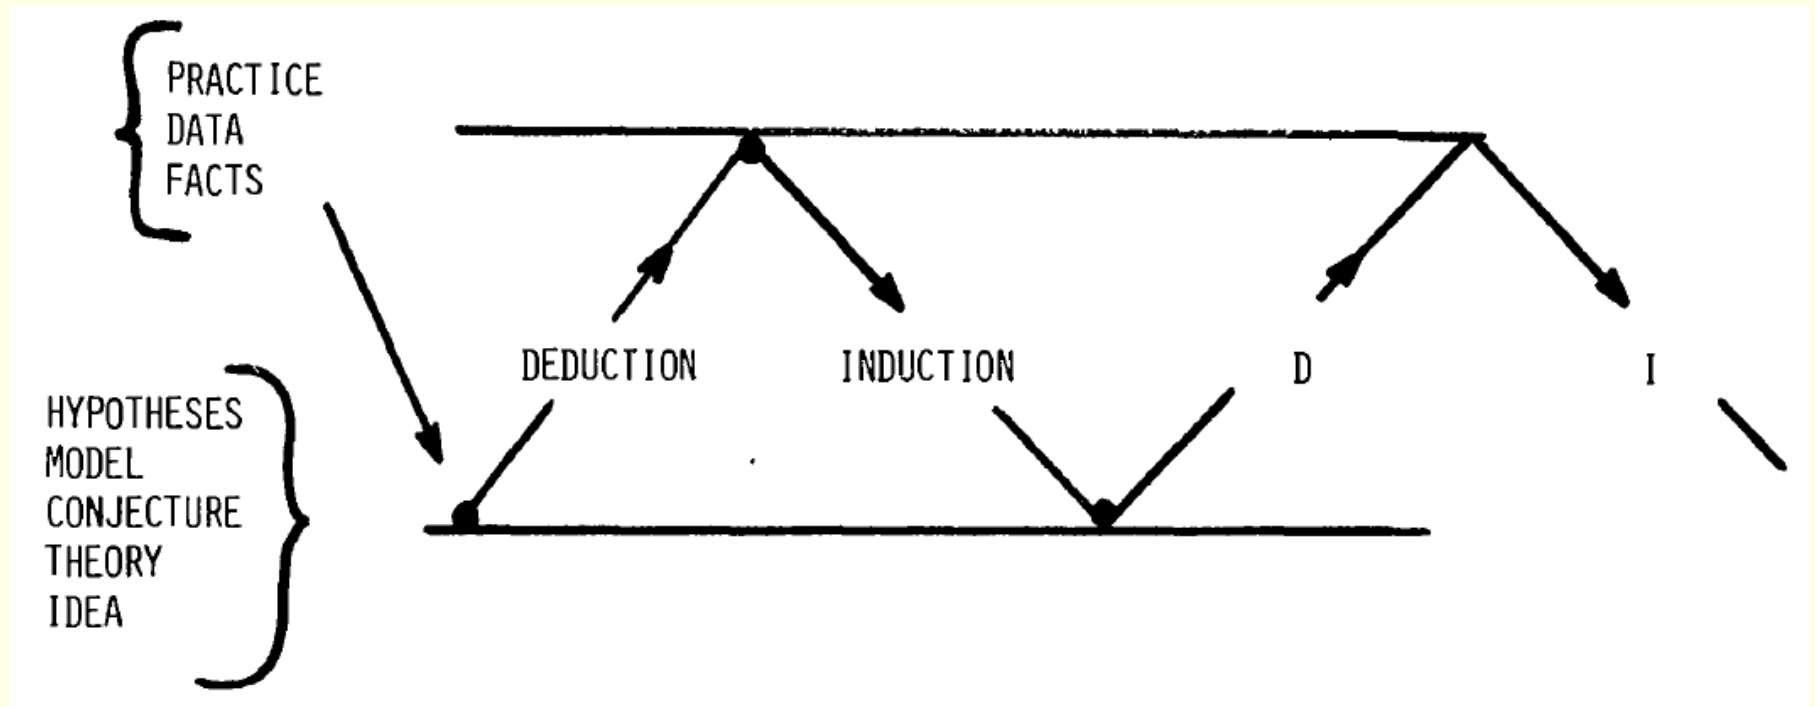 PRACTICE
DATA
FACTS
DEDUCTION INDUCTION D I
HYPOTHESES
MODEL
CONJECTURE
THEORY
IDEA